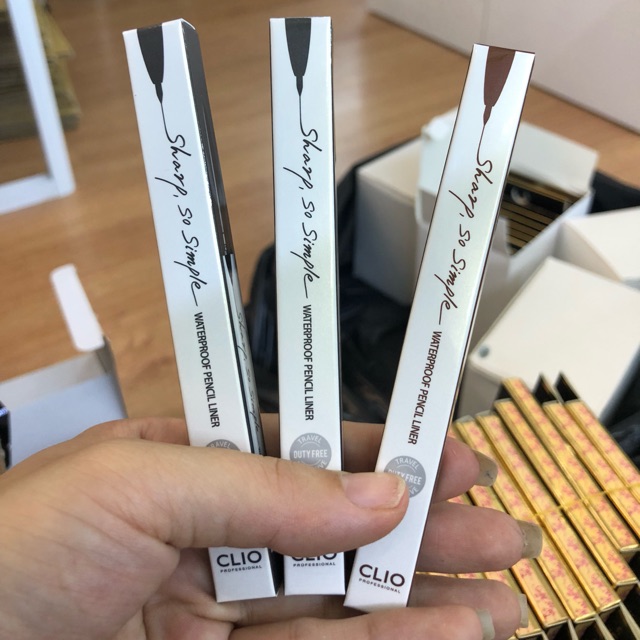 Sharp, so Simple
WATERPROOF PENCIL LINER
TRAVEL
CLIO
PROFESSIONAL
Sharp, so Simple
WATERPROOF PENCIL LINER
TRAVEL
DUTY FREE
CLIO
PROFESSIONAL
Sharp, so Simple
WATERPROOF PENCIL LINER
TRAVEL
FREE
CLIO
PROFESSIONAL